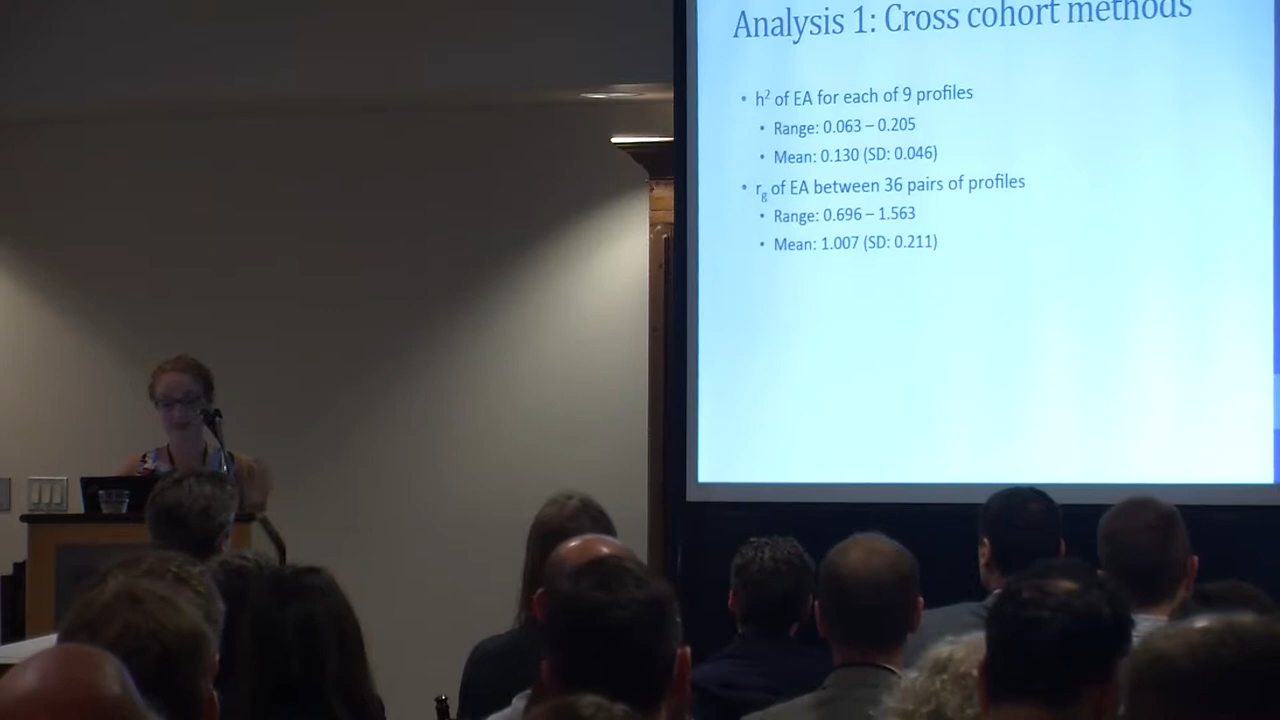 Analysis 1: Cross cohort methods
• h² of EA for each of 9 profiles
• Range: 0.063 – 0.205
• Mean: 0.130 (SD: 0.046)
• rg of EA between 36 pairs of profiles
• Range: 0.696 – 1.563
• Mean: 1.007 (SD: 0.211)